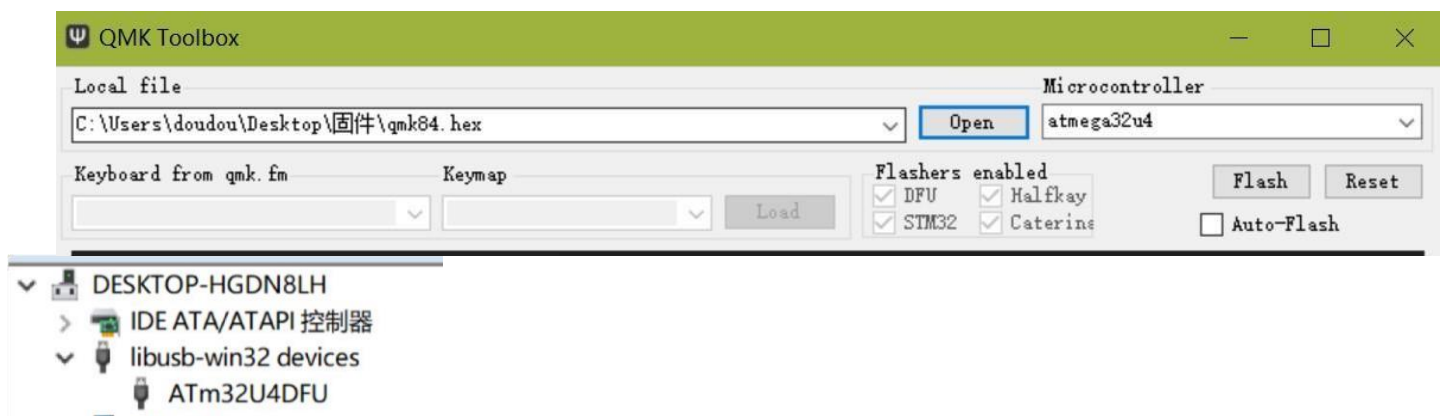 QMK Toolbox
Local file Microcontroller
C:\Users\doudou\Desktop\固件\qmk84.hex Open atmega32u4
Keyboard from qmk.fm Keymap Flashers enabled
DFU Halfkay Flash Reset
Load STM32 Caterina Auto-Flash
DESKTOP-HGDN8LH
IDE ATA/ATAPI 控制器
libusb-win32 devices
ATm32U4DFU